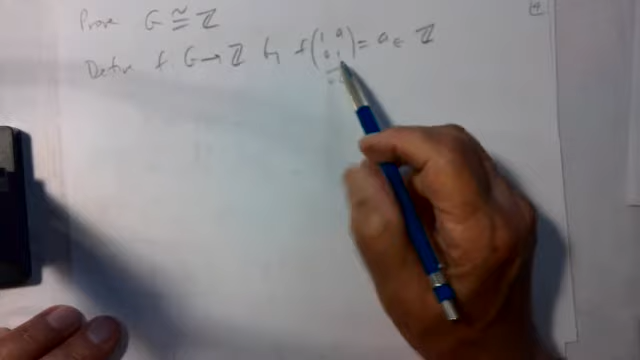 Prove G ≅ ℤ
Define f: G → ℤ by f(1 a
0 1) = a ∈ ℤ